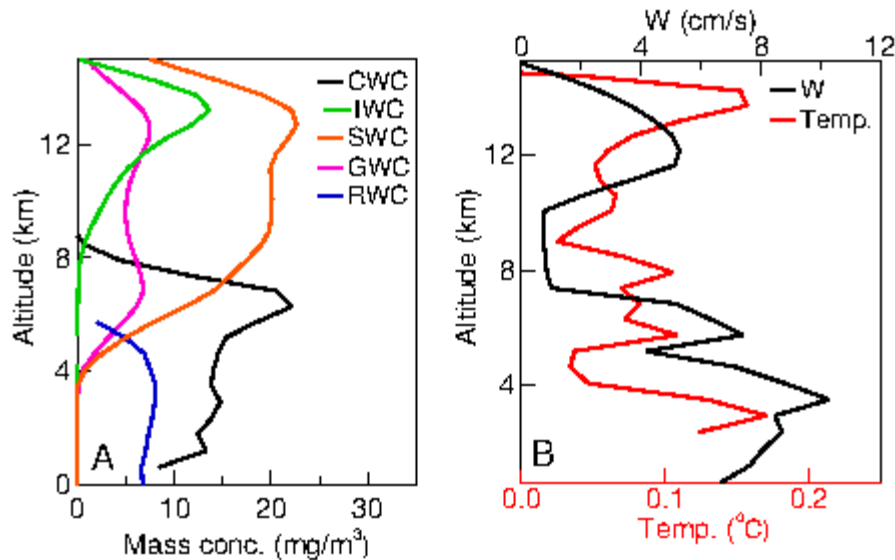 W (cm/s)
0 4 8 12
CWC
IWC
SWC
GWC
RWC
W
Temp.
12
8
4
0
12
8
4
Altitude (km)
Altitude (km)
A
B
0 10 20 30
Mass conc. (mg/m³)
0.0 0.1 0.2
Temp. (°C)